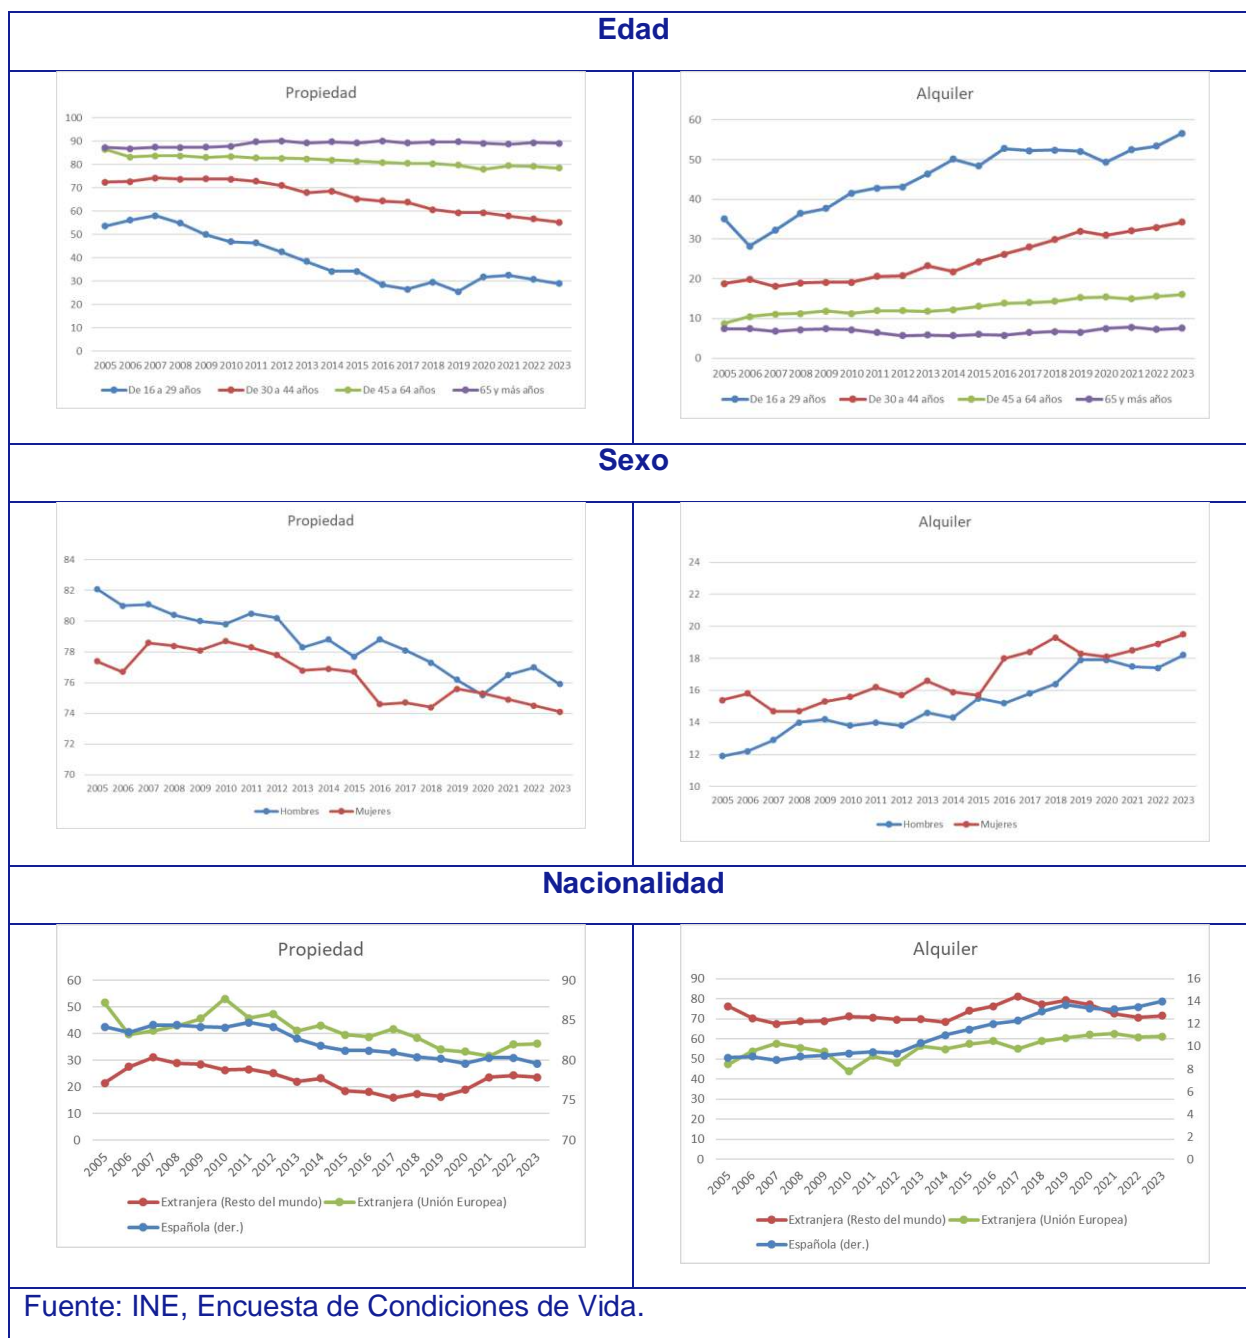 Edad
Propiedad
100
90
80
70
60
50
40
30
20
10
0
2005 2006 2007 2008 2009 2010 2011 2012 2013 2014 2015 2016 2017 2018 2019 2020 2021 2022 2023
De 16 a 29 años De 30 a 44 años De 45 a 64 años 65 y más años
Alquiler
60
50
40
30
20
10
0
2005 2006 2007 2008 2009 2010 2011 2012 2013 2014 2015 2016 2017 2018 2019 2020 2021 2022 2023
De 16 a 29 años De 30 a 44 años De 45 a 64 años 65 y más años
Sexo
Propiedad
84
82
80
78
76
74
72
70
2005 2006 2007 2008 2009 2010 2011 2012 2013 2014 2015 2016 2017 2018 2019 2020 2021 2022 2023
Hombres Mujeres
Alquiler
24
22
20
18
16
14
12
10
2005 2006 2007 2008 2009 2010 2011 2012 2013 2014 2015 2016 2017 2018 2019 2020 2021 2022 2023
Hombres Mujeres
Nacionalidad
Propiedad
60 90
50
40 85
30 80
20
10 75
0 70
2005 2006 2007 2008 2009 2010 2011 2012 2013 2014 2015 2016 2017 2018 2019 2020 2021 2022 2023
Extranjera (Resto del mundo) Extranjera (Unión Europea)
Española (der.)
Alquiler
90 16
80 14
70 12
60 10
50
40 8
30 6
20 4
10 2
0 0
2005 2006 2007 2008 2009 2010 2011 2012 2013 2014 2015 2016 2017 2018 2019 2020 2021 2022 2023
Extranjera (Resto del mundo) Extranjera (Unión Europea)
Española (der.)
Fuente: INE, Encuesta de Condiciones de Vida.